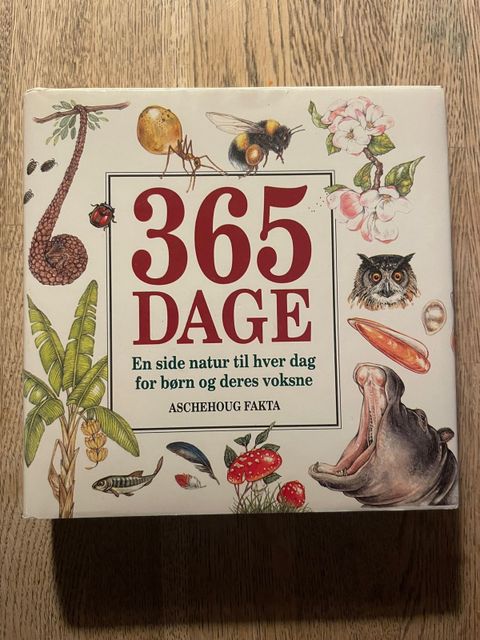 365
DAGE
En side natur til hver dag
for børn og deres voksne
ASCHEHOUG FAKTA